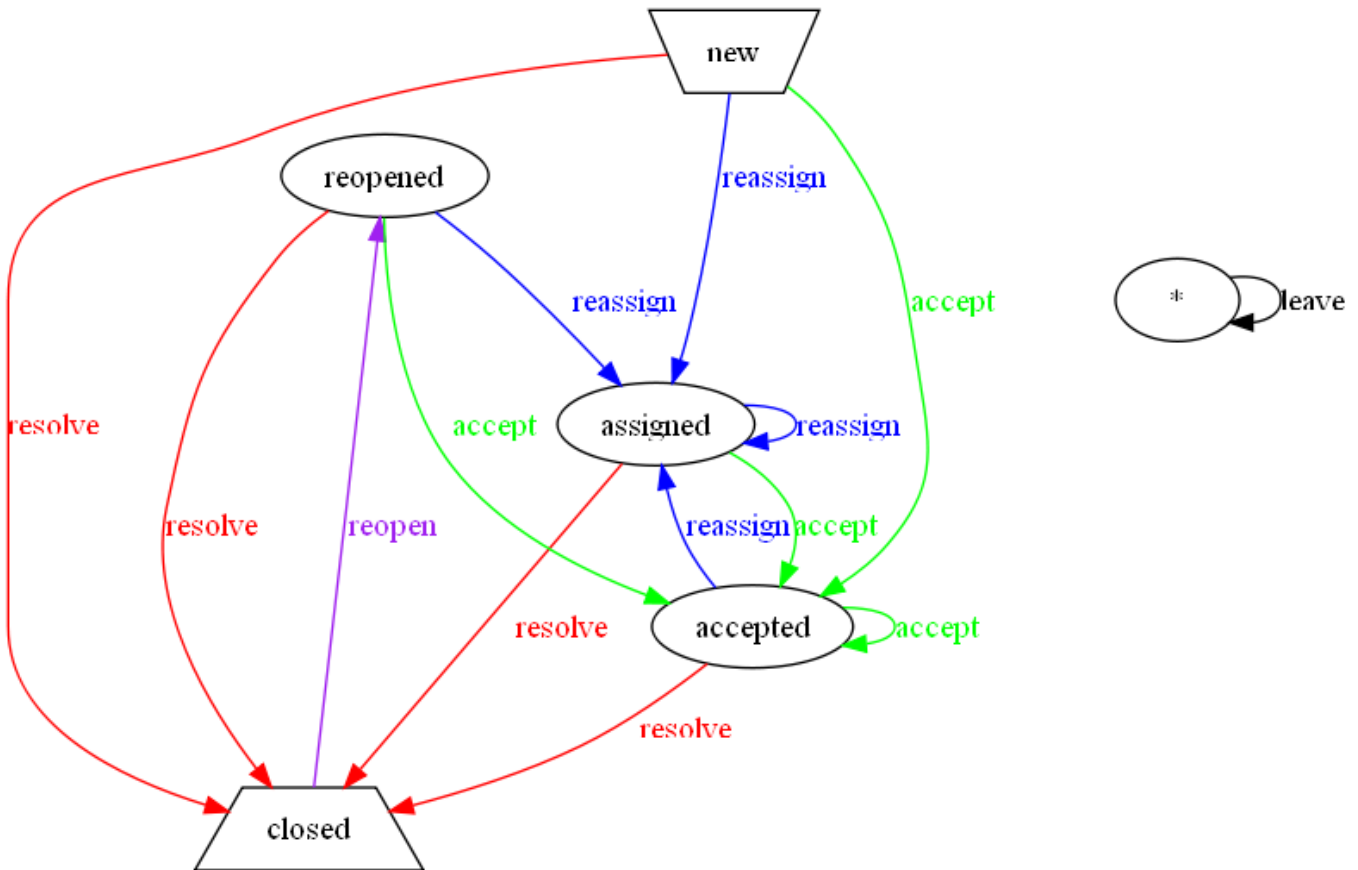 new
reopened
reassign
reassign
accept
*
leave
resolve
accept
assigned
reassign
resolve
reopen
reassign
accept
resolve
accepted
accept
resolve
closed